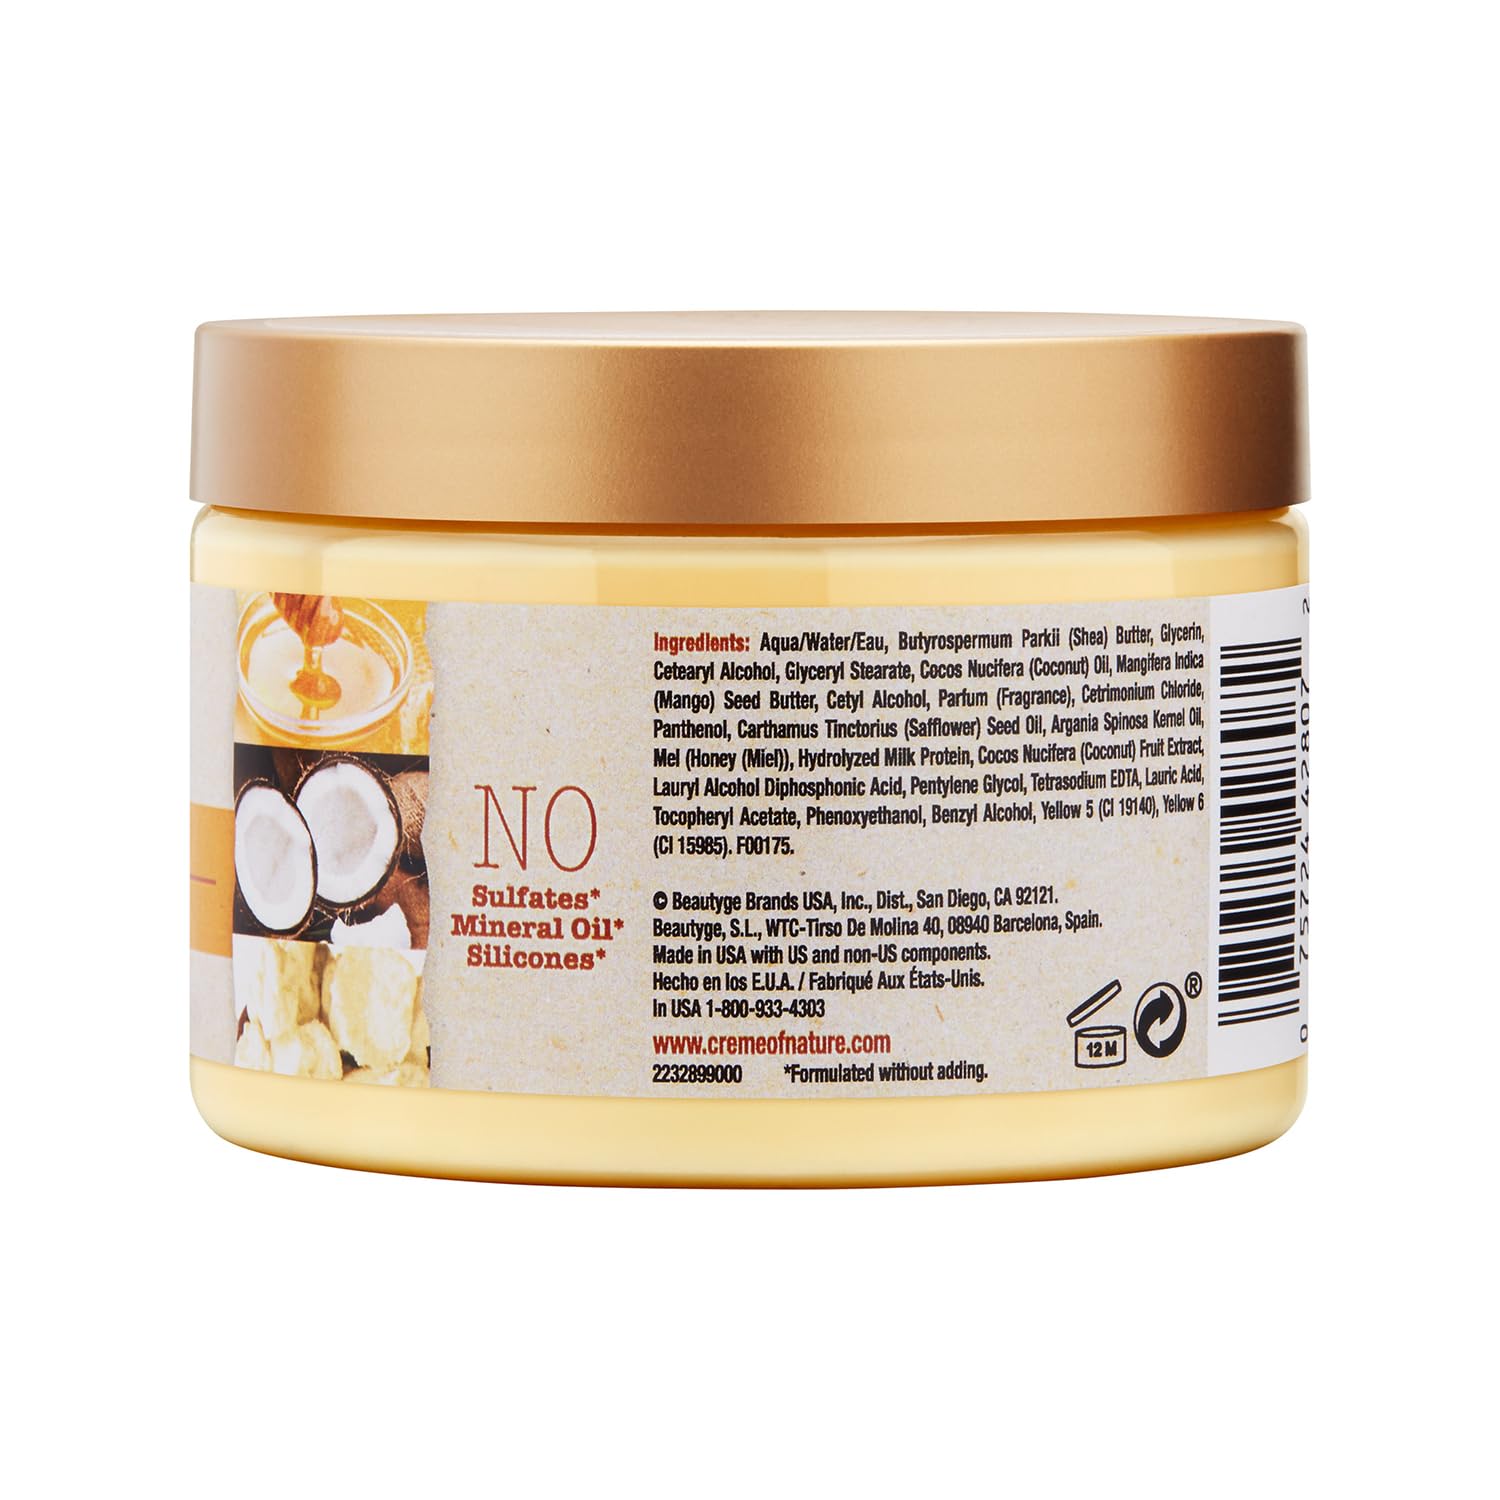 NO
Sulfates*
Mineral Oil*
Silicones*
Ingredients: Aqua/Water/Eau, Butyrospermum Parkii (Shea) Butter, Glycerin,
Cetearyl Alcohol, Glyceryl Stearate, Cocos Nucifera (Coconut) Oil, Mangifera Indica
(Mango) Seed Butter, Cetyl Alcohol, Parfum (Fragrance), Cetrimonium Chloride,
Panthenol, Carthamus Tinctorius (Safflower) Seed Oil, Argania Spinosa Kernel Oil,
Mel (Honey (Miel)), Hydrolyzed Milk Protein, Cocos Nucifera (Coconut) Fruit Extract,
Lauryl Alcohol Diphosphonic Acid, Pentylene Glycol, Tetrasodium EDTA, Lauric Acid,
Tocopheryl Acetate, Phenoxyethanol, Benzyl Alcohol, Yellow 5 (CI 19140), Yellow 6
(CI 15985). F00175.
© Beautyge Brands USA, Inc., Dist., San Diego, CA 92121.
Beautyge, S.L., WTC-Tirso De Molina 40, 08940 Barcelona, Spain.
Made in USA with US and non-US components.
Hecho en los E.U.A. / Fabriqué Aux États-Unis.
In USA 1-800-933-4303
www.cremeofnature.com
2232899000 *Formulated without adding.
12 M
®
0 75724 42807 2